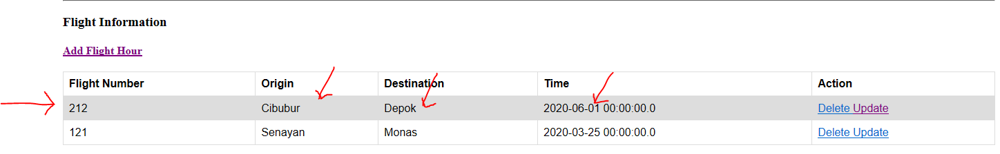 Flight Information
Add Flight Hour
Flight Number Origin Destination Time Action
212 Cibubur Depok 2020-06-01 00:00:00.0 Delete Update
121 Senayan Monas 2020-03-25 00:00:00.0 Delete Update